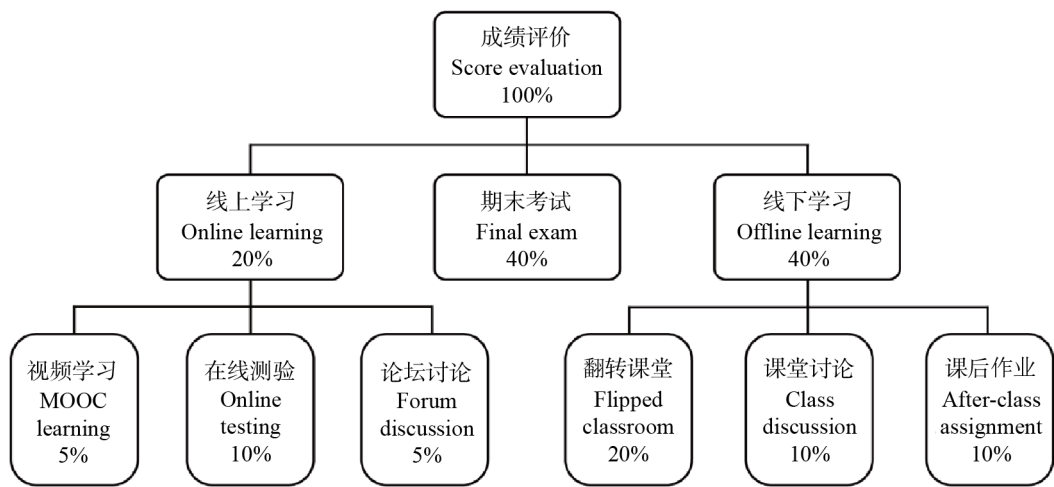 成绩评价
Score evaluation
100%
线上学习
Online learning
20%
期末考试
Final exam
40%
线下学习
Offline learning
40%
视频学习
MOOC
learning
5%
在线测验
Online
testing
10%
论坛讨论
Forum
discussion
5%
翻转课堂
Flipped
classroom
20%
课堂讨论
Class
discussion
10%
课后作业
After-class
assignment
10%